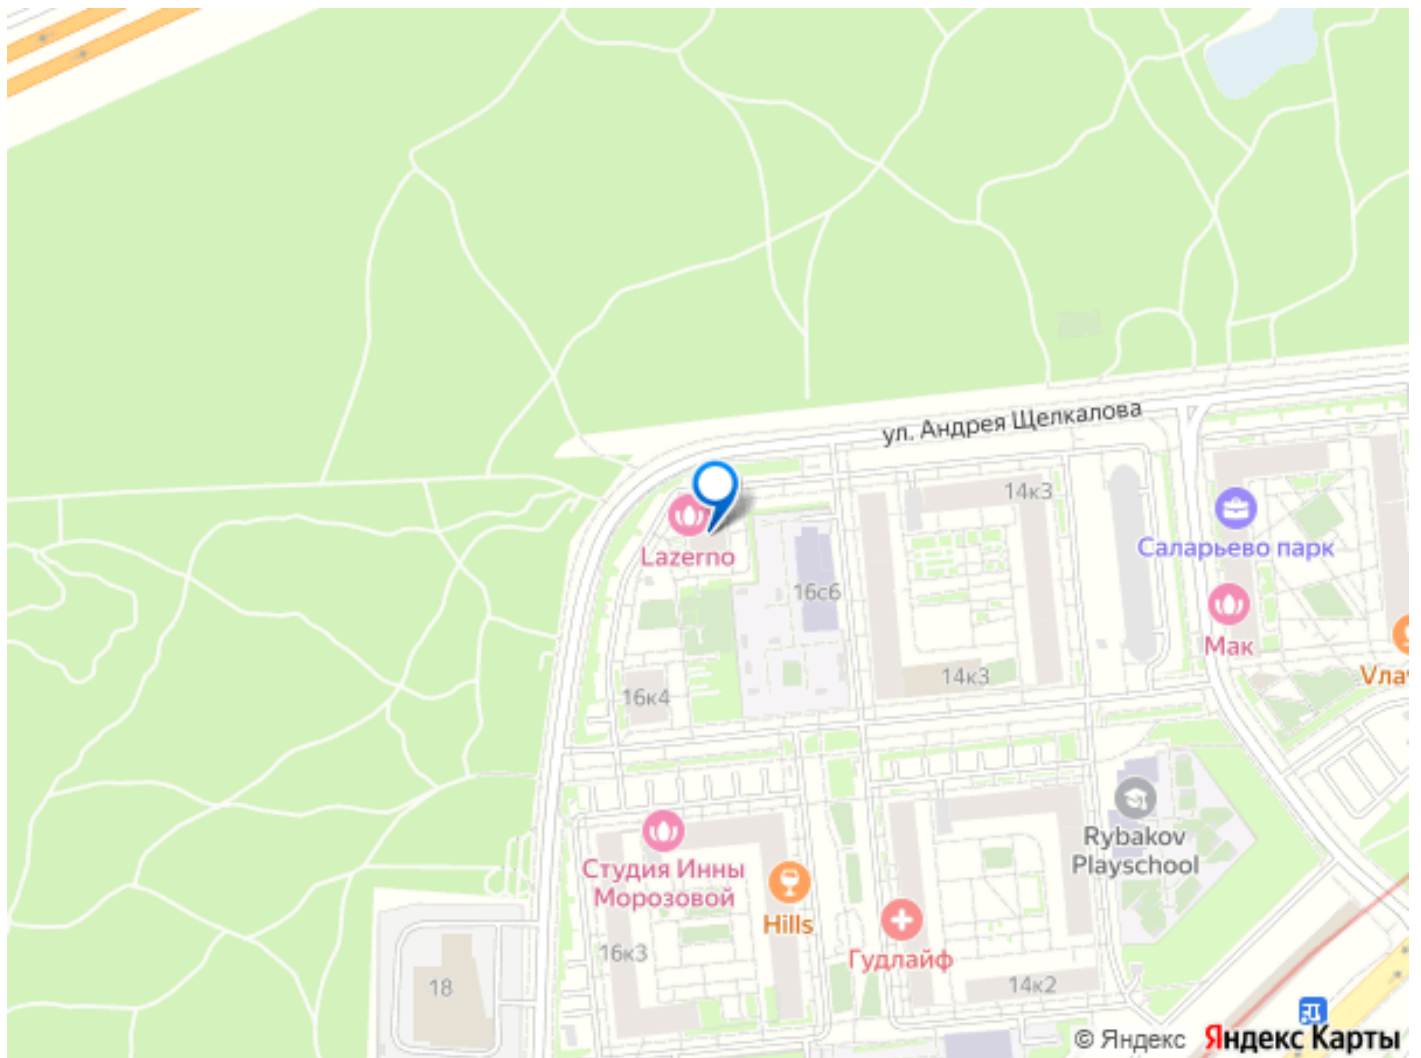 ул. Андрея Щелкалова
14к3
Саларьево парк
Lazerno
16с6
Мак
14к3
16к4
Rybakov
Playschool
Студия Инны
Морозовой
Hills
Гудлайф
16к3
18
14к2
© Яндекс Яндекс Карты